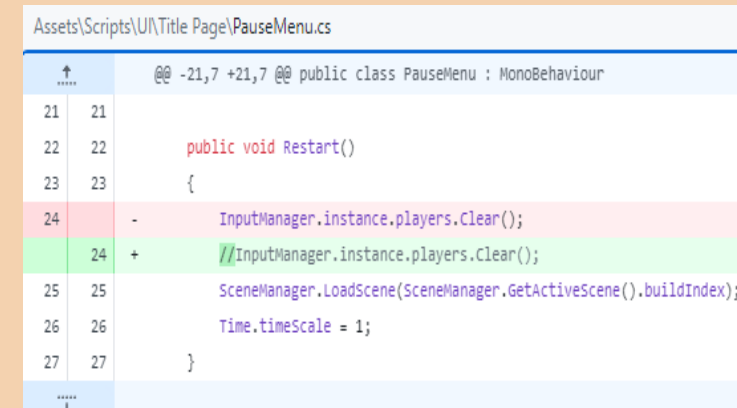 Assets\Scripts\UI\Title Page\PauseMenu.cs
@@ -21,7 +21,7 @@ public class PauseMenu : MonoBehaviour
21 21
22 22 public void Restart()
23 23 {
24 - InputManager.instance.players.Clear();
24 + //InputManager.instance.players.Clear();
25 25 SceneManager.LoadScene(SceneManager.GetActiveScene().buildIndex);
26 26 Time.timeScale = 1;
27 27 }